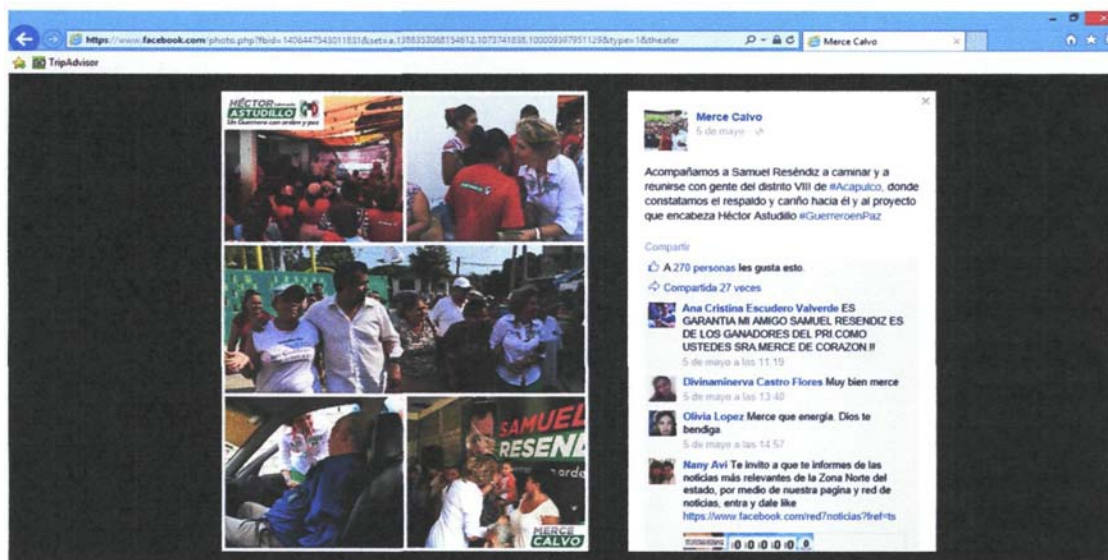 https://www.facebook.com/photo.php?fbid=1406447543011831&set=a.1388353068154612.1073741838.100009397951129&type=1&theater
Merce Calvo
TripAdvisor
HÉCTOR
ASTUDILLO
Un Guerrero con orden y paz
SAMUEL
RESEND
MERCE
CALVO
Merce Calvo
5 de mayo
Acompañamos a Samuel Reséndiz a caminar y a
reunirse con gente del distrito VIII de #Acapulco, donde
constatamos el respaldo y cariño hacia él y al proyecto
que encabeza Héctor Astudillo #GuerreroenPaz
Compartir
A 270 personas les gusta esto.
Compartida 27 veces
Ana Cristina Escudero Valverde ES
GARANTIA MI AMIGO SAMUEL RESENDIZ ES
DE LOS GANADORES DEL PRI COMO
USTEDES SRA MERCE DE CORAZON.!!
5 de mayo a las 11:19
Divinaminerva Castro Flores Muy bien merce
5 de mayo a las 13:40
Olivia Lopez Merce que energía. Dios te
bendiga.
5 de mayo a las 14:57
Nany Avi Te invito a que te informes de las
noticias más relevantes de la Zona Norte del
estado, por medio de nuestra pagina y red de
noticias, entra y dale like
https://www.facebook.com/red7noticias?fref=ts